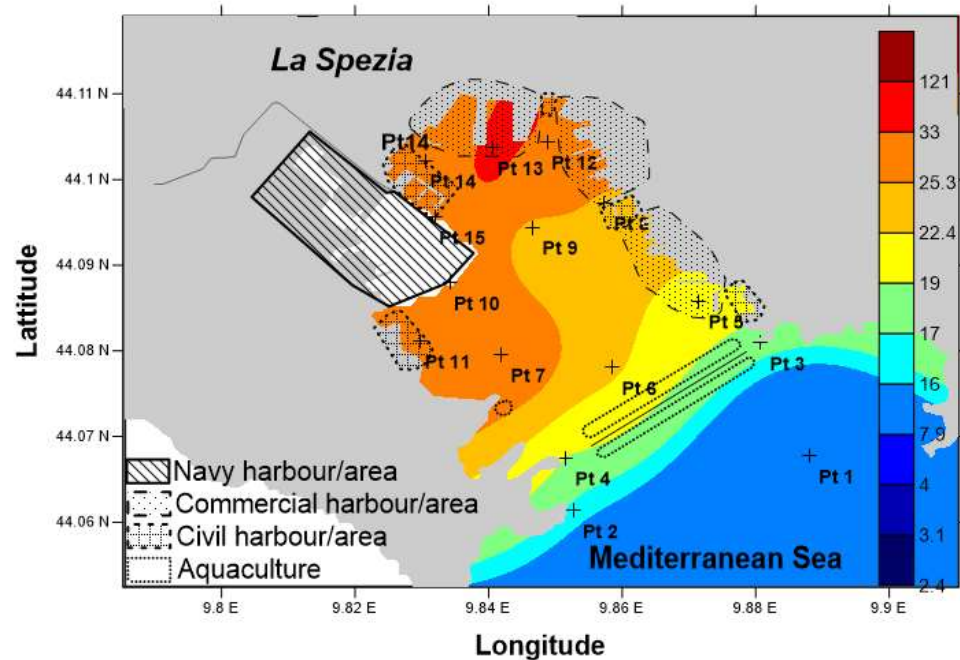 La Spezia
44.11 N
44.1 N
44.09 N
44.08 N
44.07 N
44.06 N
Lattitude
Pt14
Pt 14
Pt 13
Pt 12
Pt 15
Pt 9
Pt 10
Pt 11
Pt 7
Pt 6
Pt 5
Pt 3
Pt 4
Pt 2
Pt 1
Mediterranean Sea
Navy harbour/area
Commercial harbour/area
Civil harbour/area
Aquaculture
121
33
25.3
22.4
19
17
16
7.9
4
3.1
2.4
9.8 E
9.82 E
9.84 E
9.86 E
9.88 E
9.9 E
Longitude